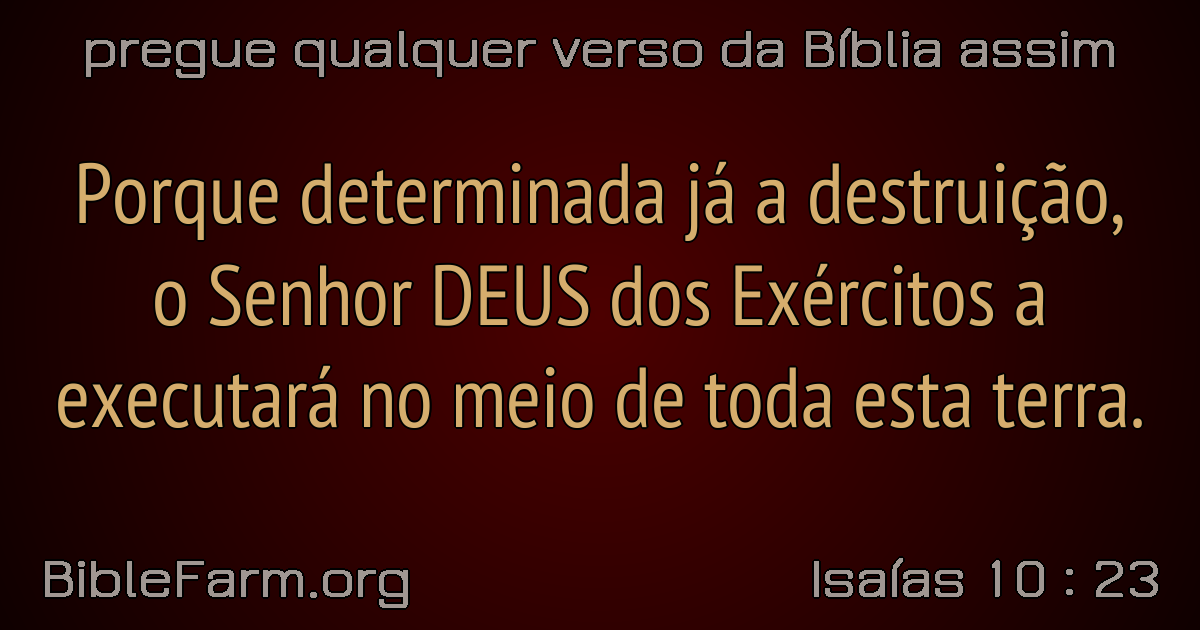 pregue qualquer verso da Bíblia assim
Porque determinada já a destruição,
o Senhor DEUS dos Exércitos a
executará no meio de toda esta terra.
BibleFarm.org
Isaías 10 : 23